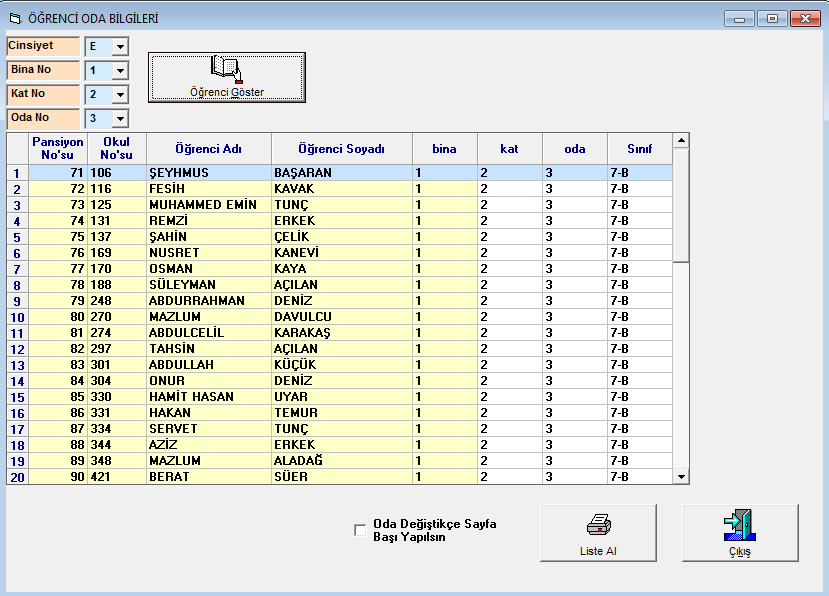 ÖĞRENCİ ODA BİLGİLERİ
Cinsiyet E
Bina No 1
Kat No 2
Oda No 3
Öğrenci Göster
Pansiyon No'su Okul No'su Öğrenci Adı Öğrenci Soyadı bina kat oda Sınıf
1 71 106 ŞEYHMUS BAŞARAN 1 2 3 7-B
2 72 116 FESİH KAVAK 1 2 3 7-B
3 73 125 MUHAMMED EMİN TUNÇ 1 2 3 7-B
4 74 131 REMZİ ERKEK 1 2 3 7-B
5 75 137 ŞAHİN ÇELİK 1 2 3 7-B
6 76 169 NUSRET KANEVİ 1 2 3 7-B
7 77 170 OSMAN KAYA 1 2 3 7-B
8 78 188 SÜLEYMAN AÇILAN 1 2 3 7-B
9 79 248 ABDURRAHMAN DENİZ 1 2 3 7-B
10 80 270 MAZLUM DAVULCU 1 2 3 7-B
11 81 274 ABDULCELİL KARAKAŞ 1 2 3 7-B
12 82 297 TAHSİN AÇILAN 1 2 3 7-B
13 83 301 ABDULLAH KÜÇÜK 1 2 3 7-B
14 84 304 ONUR DENİZ 1 2 3 7-B
15 85 330 HAMİT HASAN UYAR 1 2 3 7-B
16 86 331 HAKAN TEMUR 1 2 3 7-B
17 87 334 SERVET TUNÇ 1 2 3 7-B
18 88 344 AZİZ ERKEK 1 2 3 7-B
19 89 348 MAZLUM ALADAĞ 1 2 3 7-B
20 90 421 BERAT SÜER 1 2 3 7-B
Oda Değiştikçe Sayfa
Başı Yapılsın
Liste Al
Çıkış